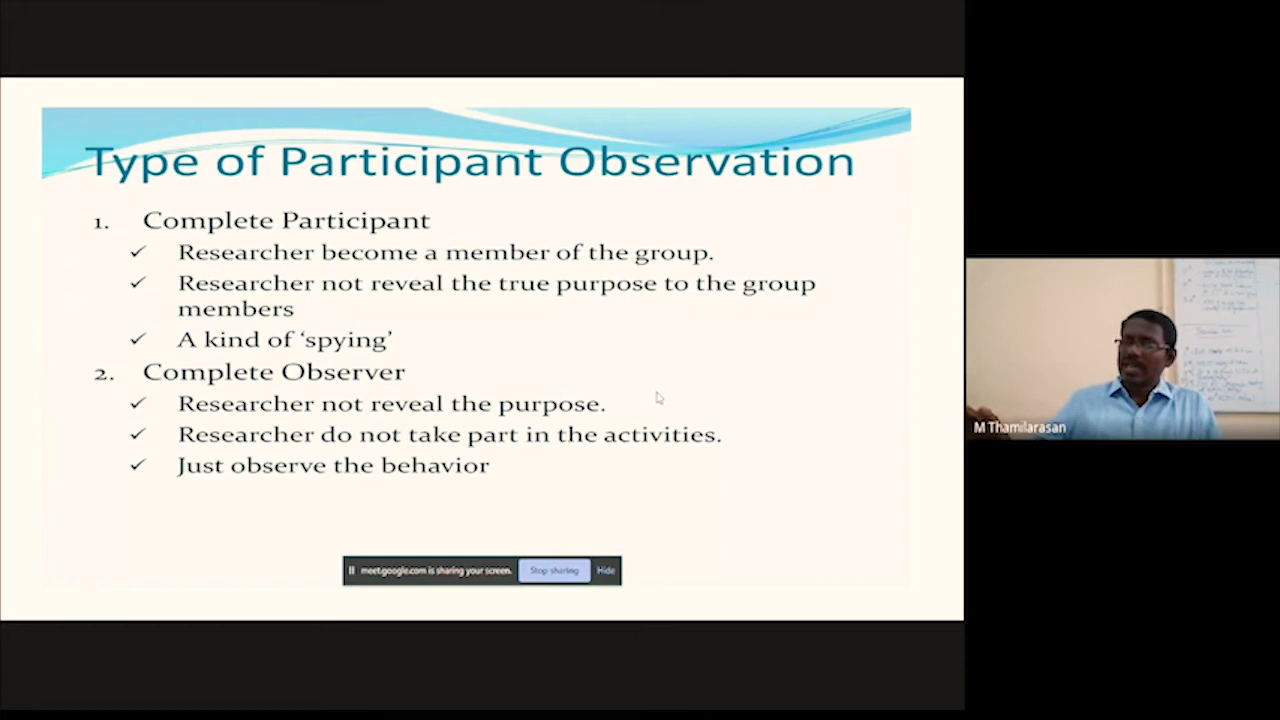 Type of Participant Observation
1. Complete Participant
✓ Researcher become a member of the group.
✓ Researcher not reveal the true purpose to the group
members
✓ A kind of ‘spying’
2. Complete Observer
✓ Researcher not reveal the purpose.
✓ Researcher do not take part in the activities.
✓ Just observe the behavior
meet.google.com is sharing your screen. Stop sharing Hide
M Thamilarasan